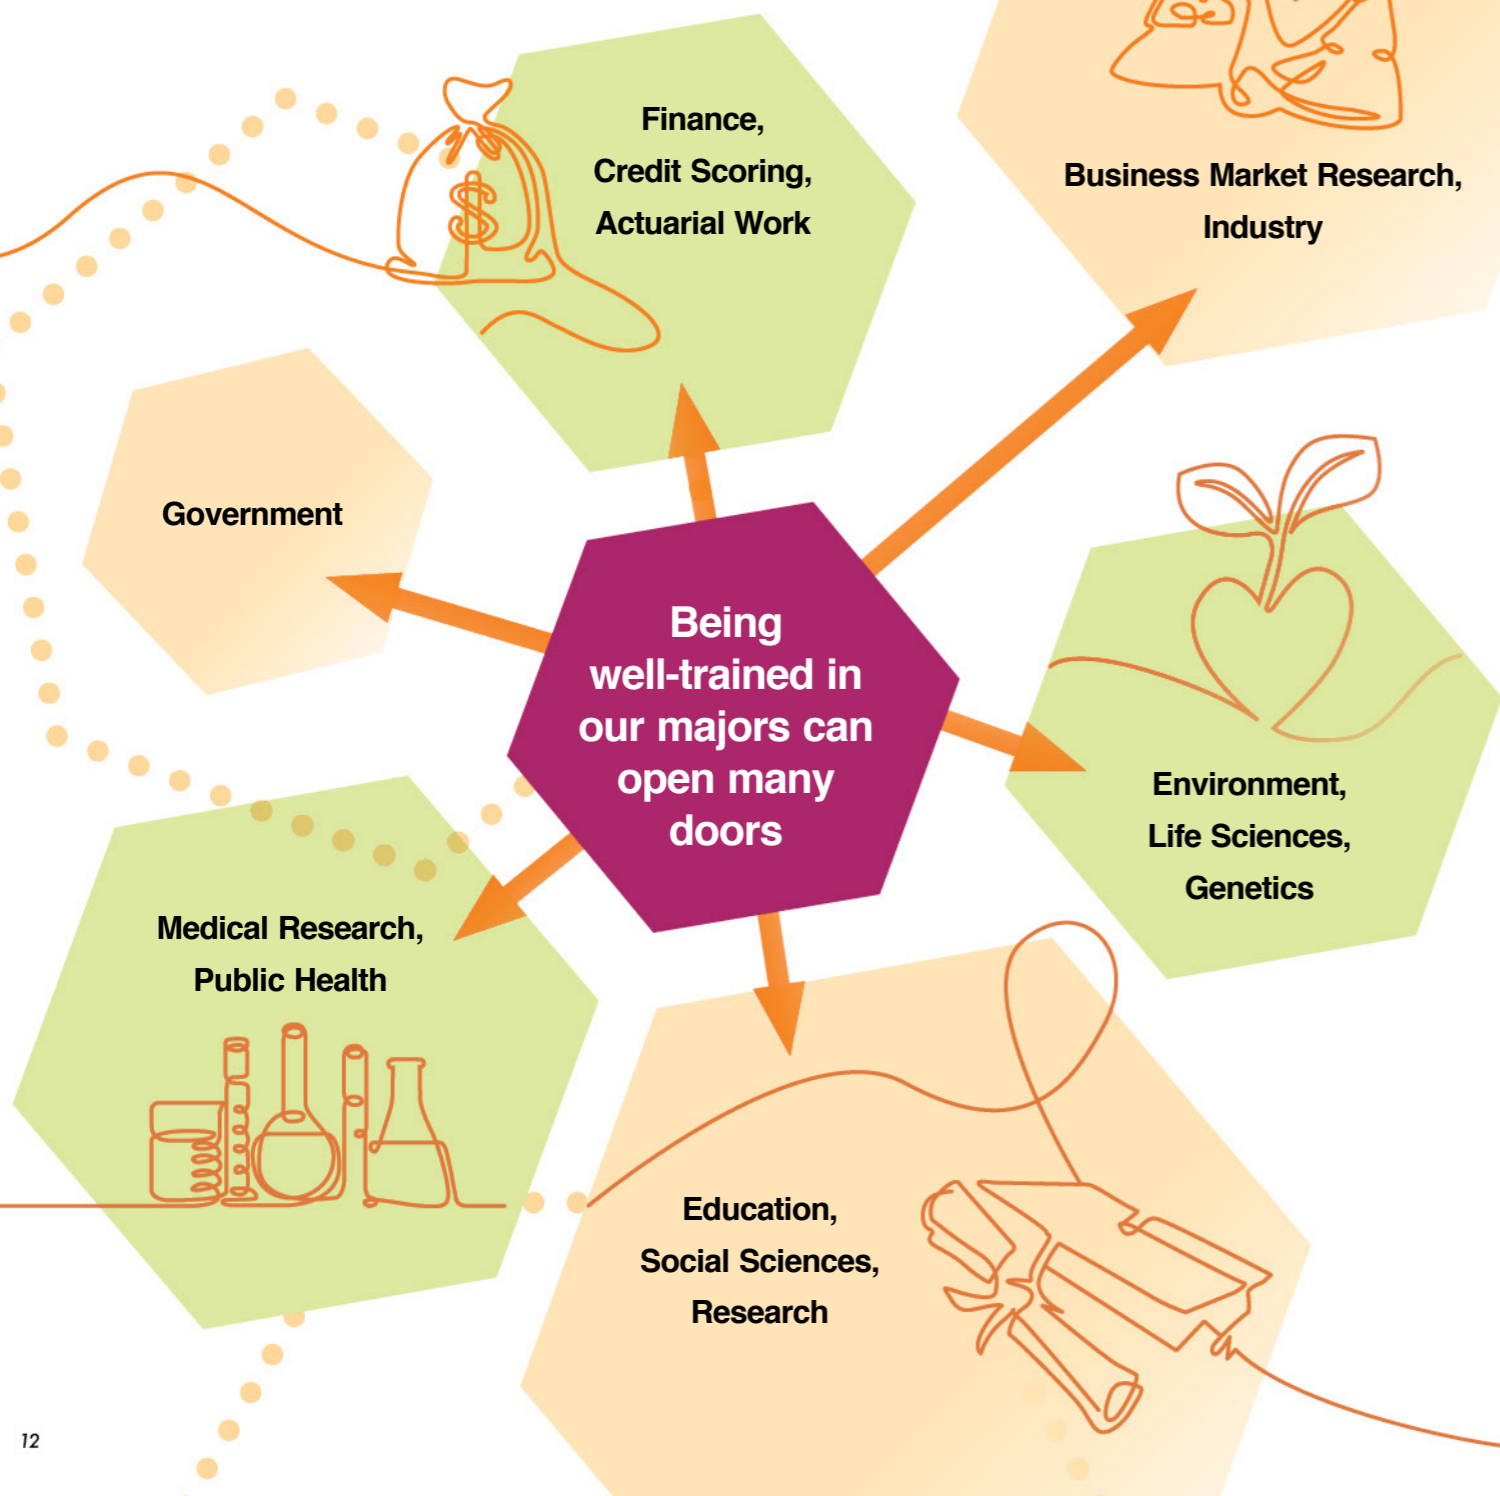 Finance,
Credit Scoring,
Actuarial Work
Business Market Research,
Industry
Government
Being
well-trained in
our majors can
open many
doors
Environment,
Life Sciences,
Genetics
Medical Research,
Public Health
Education,
Social Sciences,
Research
$
12